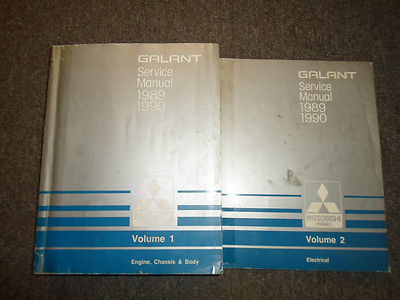 GALANT
Service
Manual
1989
1990
Volume 1
Engine, Chassis & Body
GALANT
Service
Manual
1989
1990
MITSUBISHI
MOTORS
Volume 2
Electrical